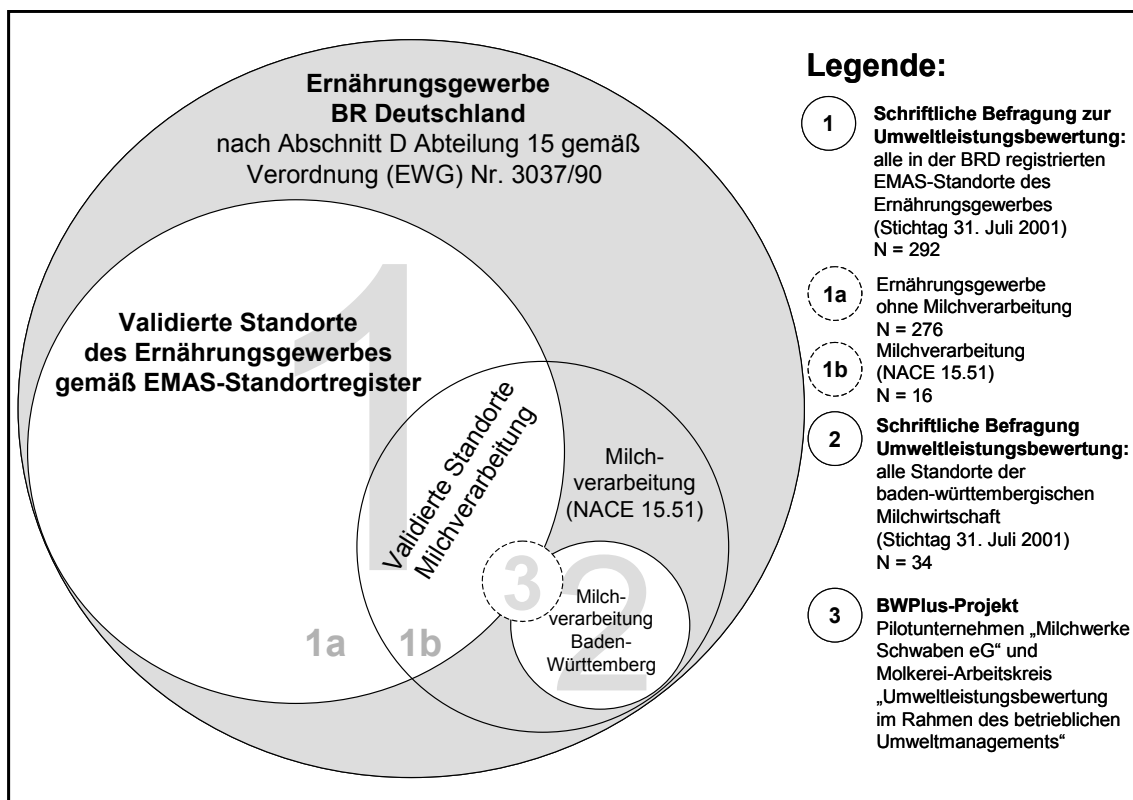 Ernährungsgewerbe
BR Deutschland
nach Abschnitt D Abteilung 15 gemäß
Verordnung (EWG) Nr. 3037/90
1
Validierte Standorte
des Ernährungsgewerbes
gemäß EMAS-Standortregister
Validierte Standorte
Milchverarbeitung
Milch-
verarbeitung
(NACE 15.51)
3
2
Milch-
verarbeitung
Baden-
Württemberg
1a
1b
Legende:
1
Schriftliche Befragung zur
Umweltleistungsbewertung:
alle in der BRD registrierten
EMAS-Standorte des
Ernährungsgewerbes
(Stichtag 31. Juli 2001)
N = 292
1a
Ernährungsgewerbe
ohne Milchverarbeitung
N = 276
1b
Milchverarbeitung
(NACE 15.51)
N = 16
2
Schriftliche Befragung
Umweltleistungsbewertung:
alle Standorte der
baden-württembergischen
Milchwirtschaft
(Stichtag 31. Juli 2001)
N = 34
3
BWPlus-Projekt
Pilotunternehmen „Milchwerke
Schwaben eG“ und
Molkerei-Arbeitskreis
„Umweltleistungsbewertung
im Rahmen des betrieblichen
Umweltmanagements“